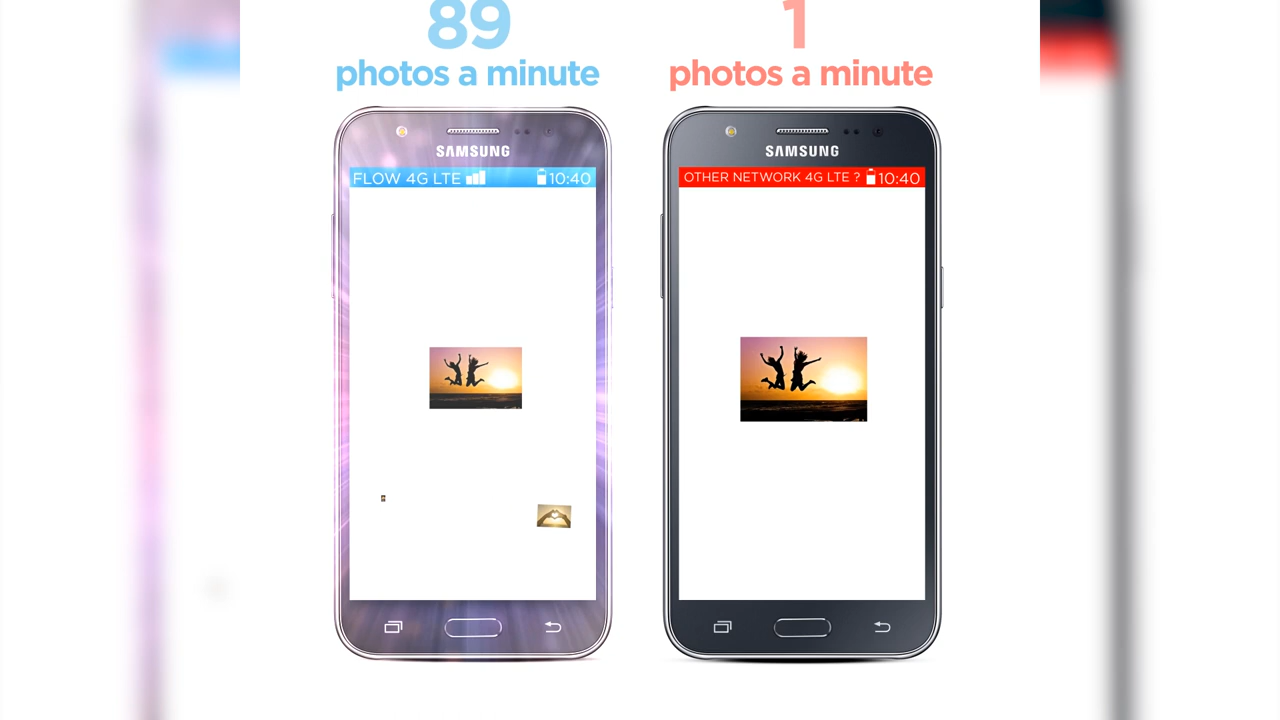 89
photos a minute
SAMSUNG
FLOW 4G LTE 10:40
1
photos a minute
SAMSUNG
OTHER NETWORK 4G LTE ? 10:40